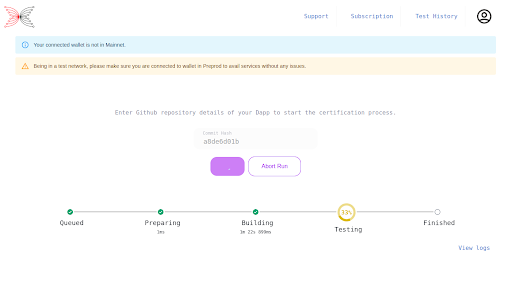 Support Subscription Test History
Your connected wallet is not in Mainnet.
Being in a test network, please make sure you are connected to wallet in Preprod to avail services without any issues.
Enter Github repository details of your Dapp to start the certification process.
Commit Hash
a0de6d01b
Abort Run
33%
Queued Preparing Building Testing Finished
1ms 1m 22s 899ms
View logs